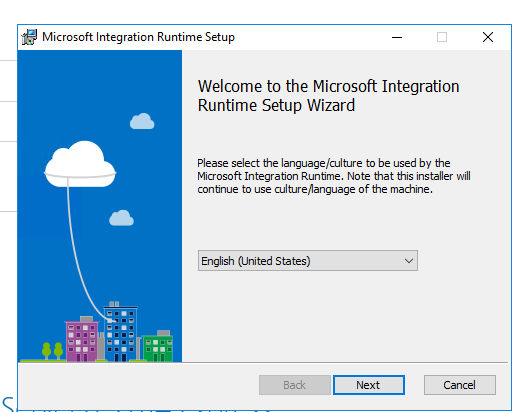 Microsoft Integration Runtime Setup
Welcome to the Microsoft Integration
Runtime Setup Wizard
Please select the language/culture to be used by the
Microsoft Integration Runtime. Note that this installer will
continue to use culture/language of the machine.
English (United States)
Back
Next
Cancel